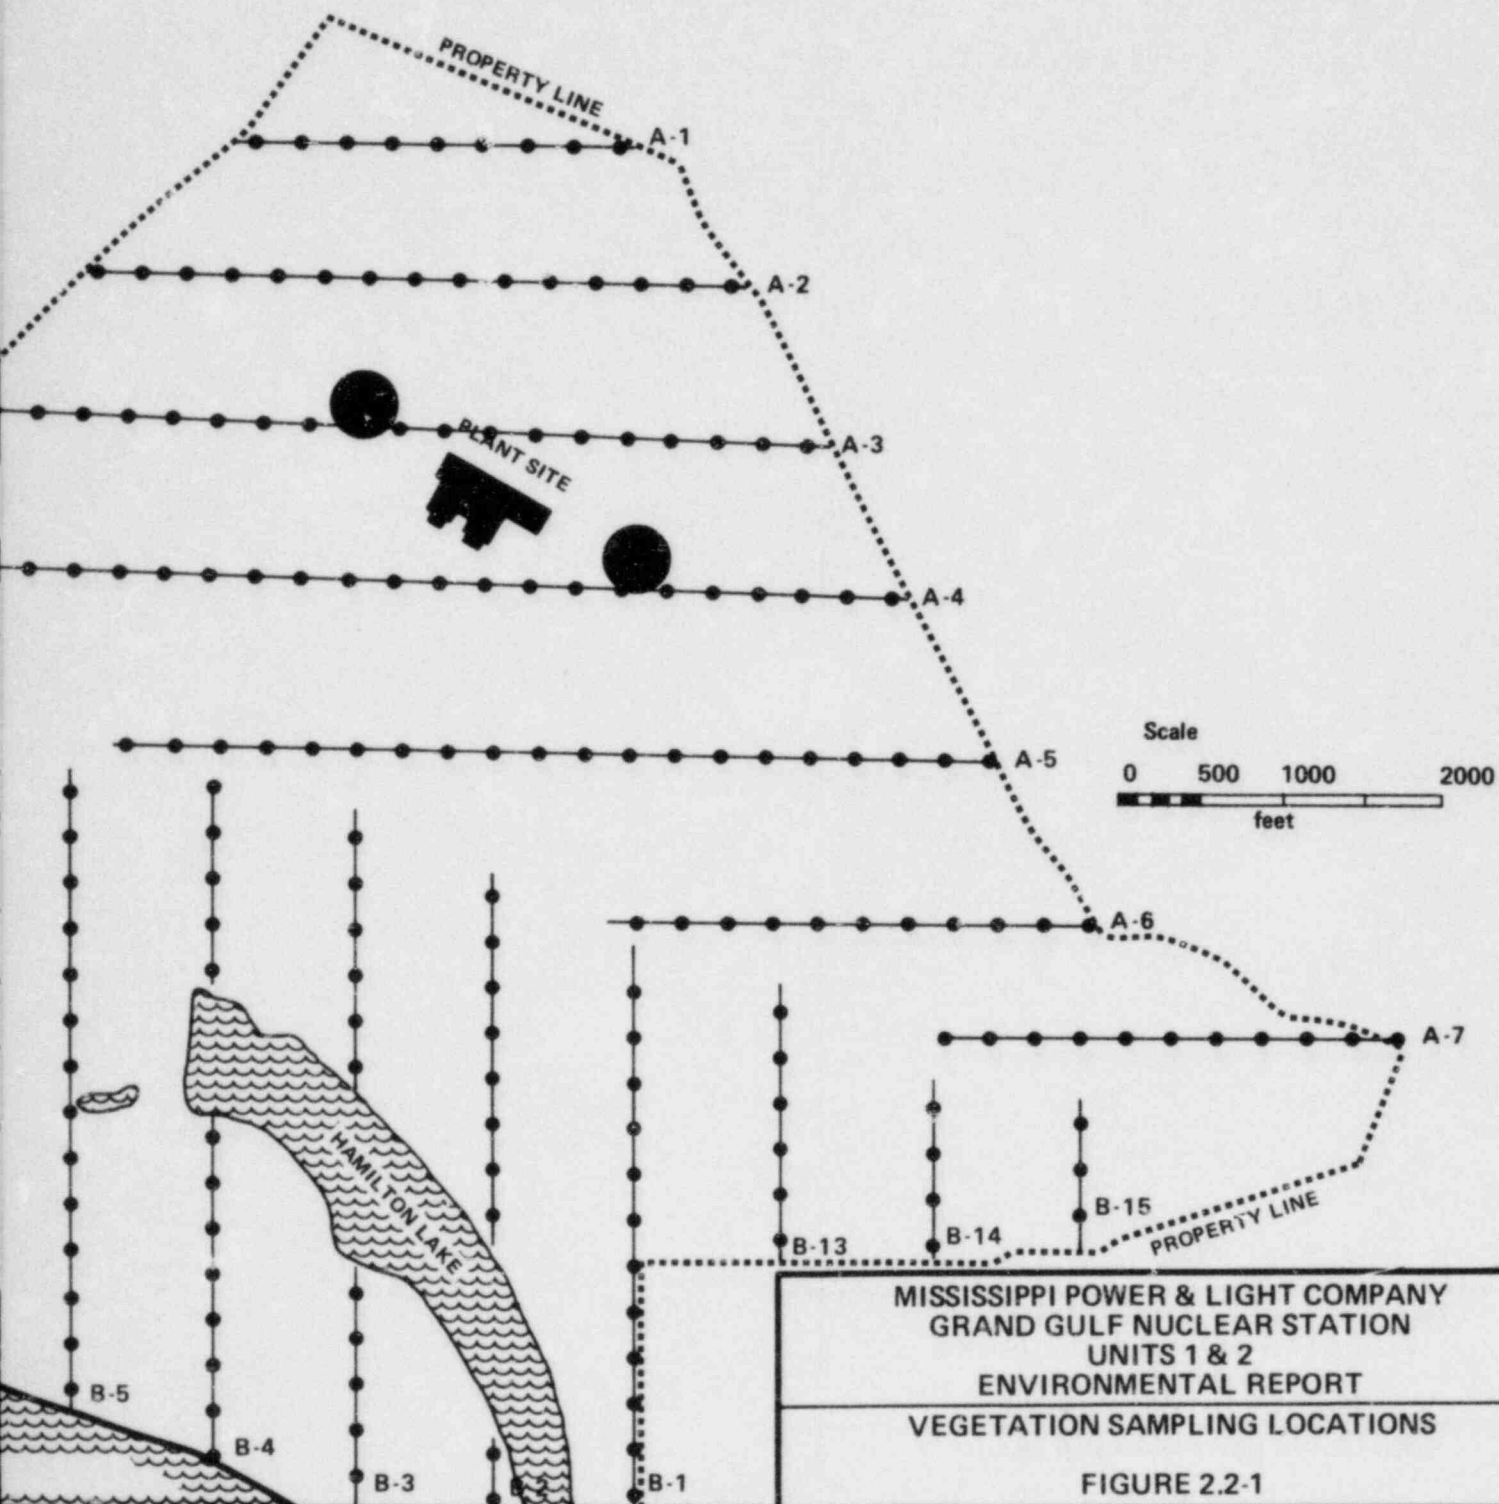 PROPERTY LINE
A-1
A-2
A-3
PLANT SITE
A-4
Scale
A-5
0 500 1000 2000
feet
A-6
A-7
HAMILTON LAKE
B-15
PROPERTY LINE
B-14
B-13
MISSISSIPPI POWER & LIGHT COMPANY
GRAND GULF NUCLEAR STATION
UNITS 1 & 2
ENVIRONMENTAL REPORT
B-5
VEGETATION SAMPLING LOCATIONS
B-4
B-3
B-2
B-1
FIGURE 2.2-1